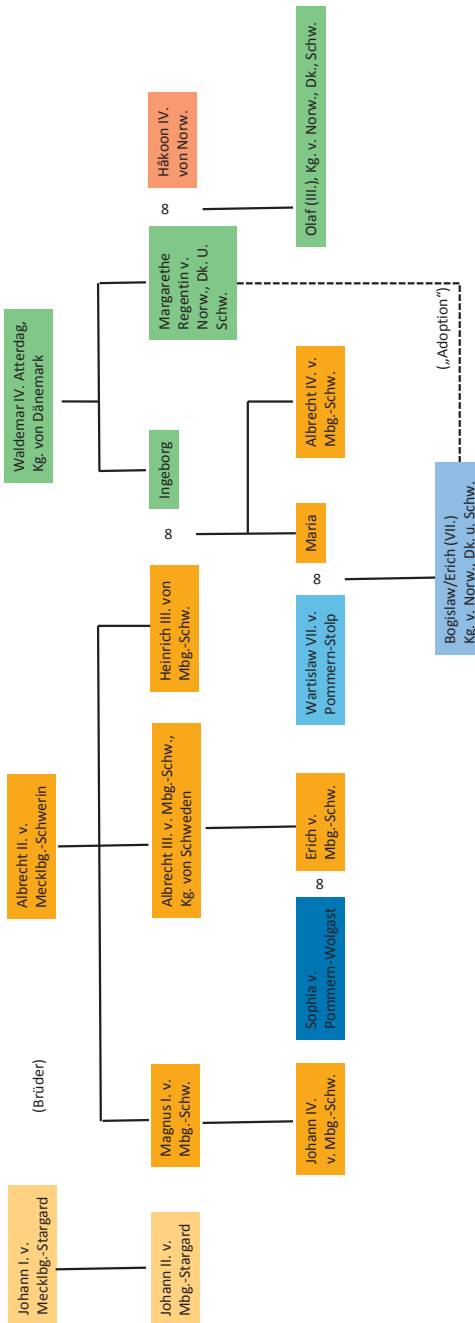 Johann I. v.
Mecklbg.-Stargard
(Brüder)
Albrecht II. v.
Mecklbg.-Schwerin
Waldemar IV. Atterdag,
Kg. von Dänemark
Johann II. v.
Mbg.-Stargard
Magnus I. v.
Mbg.-Schw.
Albrecht III. v. Mbg.-Schw.,
Kg. von Schweden
Heinrich III. von
Mbg.-Schw.
8
Ingeborg
Margarethe
Regentin v.
Norw., Dk. U.
Schw.
8
Hâkoon IV.
von Norw.
Johann IV.
v. Mbg.-Schw.
Sophia v.
Pommern-Wolgast
8
Erich v.
Mbg.-Schw.
Wartislaw VII. v.
Pommern-Stolp
8
Maria
Albrecht IV. v.
Mbg.-Schw.
Olaf (III.), Kg. v. Norw., Dk., Schw.
Bogislaw/Erich (VII.)
Kg. v. Norw., Dk. u. Schw.
(„Adoption“)